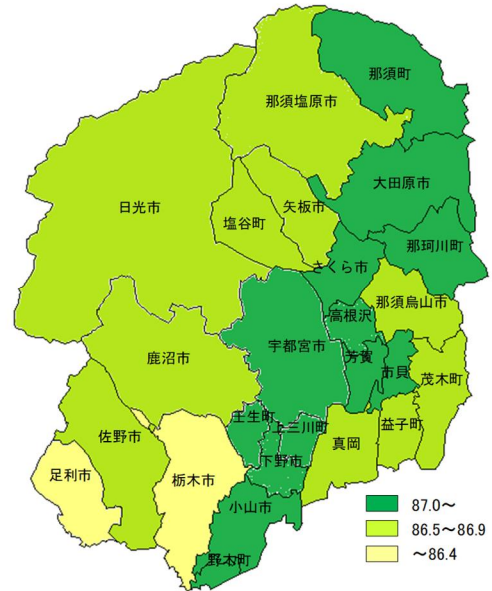 那須町
那須塩原市
大田原市
日光市
矢板市
塩谷町
那珂川町
さくら市
那須烏山市
高根沢
宇都宮市
鹿沼市
芳賀
市貝
茂木町
壬生町
上三川町
益子町
佐野市
真岡
下野市
足利市
栃木市
小山市
野木町
87.0～
86.5～86.9
～86.4